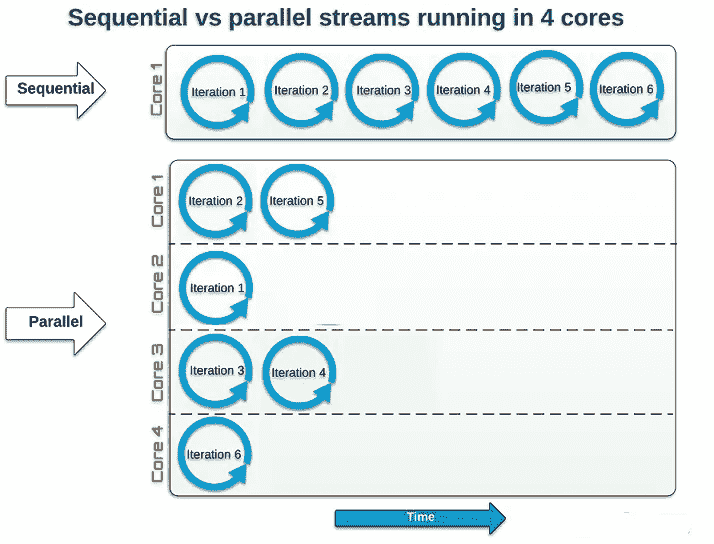 Sequential vs parallel streams running in 4 cores
Sequential
Core 1
Iteration 1
Iteration 2
Iteration 3
Iteration 4
Iteration 5
Iteration 6
Parallel
Core 1
Iteration 2
Iteration 5
Core 2
Iteration 1
Core 3
Iteration 3
Iteration 4
Core 4
Iteration 6
Time